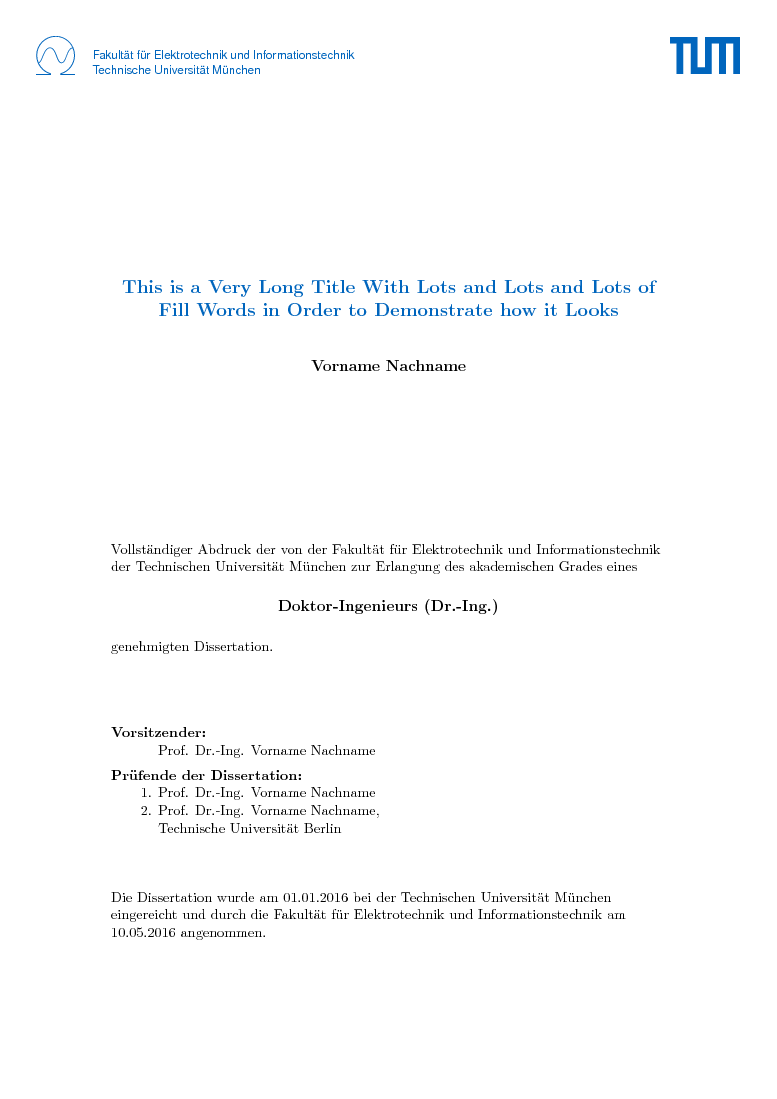 Fakultät für Elektrotechnik und Informationstechnik
Technische Universität München
TUM
This is a Very Long Title With Lots and Lots and Lots of
Fill Words in Order to Demonstrate how it Looks
Vorname Nachname
Vollständiger Abdruck der von der Fakultät für Elektrotechnik und Informationstechnik
der Technischen Universität München zur Erlangung des akademischen Grades eines
Doktor-Ingenieurs (Dr.-Ing.)
genehmigten Dissertation.
Vorsitzender:
Prof. Dr.-Ing. Vorname Nachname
Prüfende der Dissertation:
1. Prof. Dr.-Ing. Vorname Nachname
2. Prof. Dr.-Ing. Vorname Nachname,
Technische Universität Berlin
Die Dissertation wurde am 01.01.2016 bei der Technischen Universität München
eingereicht und durch die Fakultät für Elektrotechnik und Informationstechnik am
10.05.2016 angenommen.